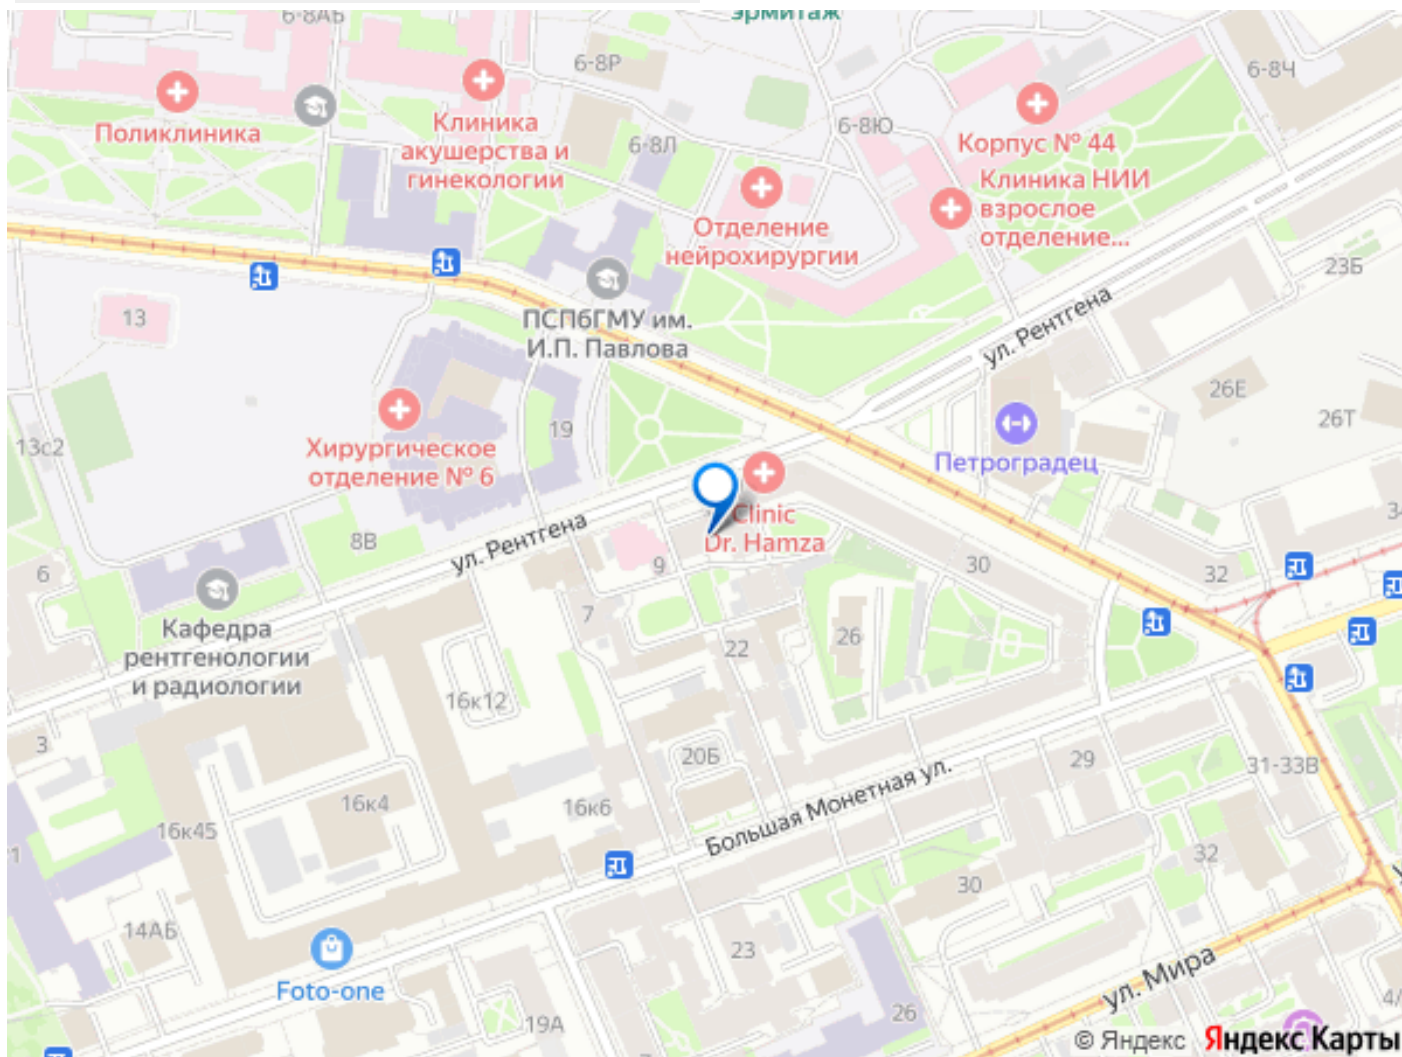 6-8АБ
эрмитаж
6-8Р
6-8Ч
Поликлиника
Клиника
акушерства и
гинекологии
6-8Л
6-8Ю
Корпус № 44
Клиника НИИ
взрослое
отделение...
Отделение
нейрохирургии
23Б
13
ПСПбГМУ им.
И.П. Павлова
ул. Рентгена
26Е
26Т
13с2
19
Хирургическое
отделение № 6
Петроградец
Clinic
Dr. Hamza
8В
ул. Рентгена
9
30
32
6
7
Кафедра
рентгенологии
и радиологии
22
26
16к12
3
20Б
29
31-33В
16к4
16к6
Большая Монетная ул.
16к45
32
30
14АБ
23
Foto-one
ул. Мира
19А
26
4/
© Яндекс Яндекс Карты